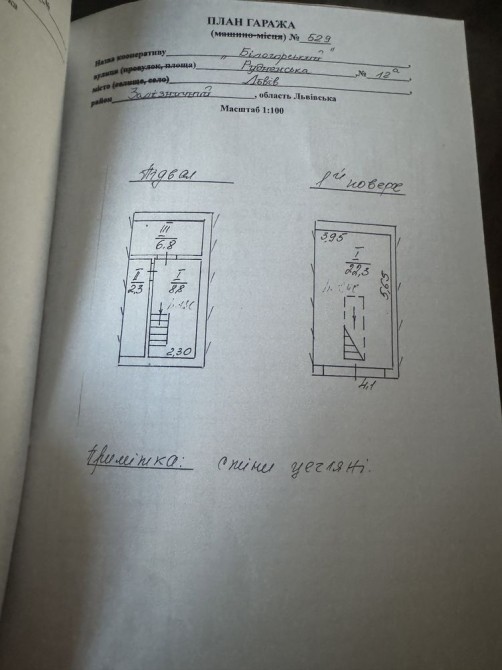 ПЛАН ГАРАЖА
(машино-місця) № 529
Назва кооперативу „Білогорський"
вулиця (провулок, площа) Рудненська № 12а
місто (селище, село) Львів
район Залізничний, область Львівська
Масштаб 1:100
Підвал
1й поверх
III
6.8
II
2.3
I
8.8
2.30
3.95
I
22,3
5.65
4,1
Примітка: стіни цегляні.